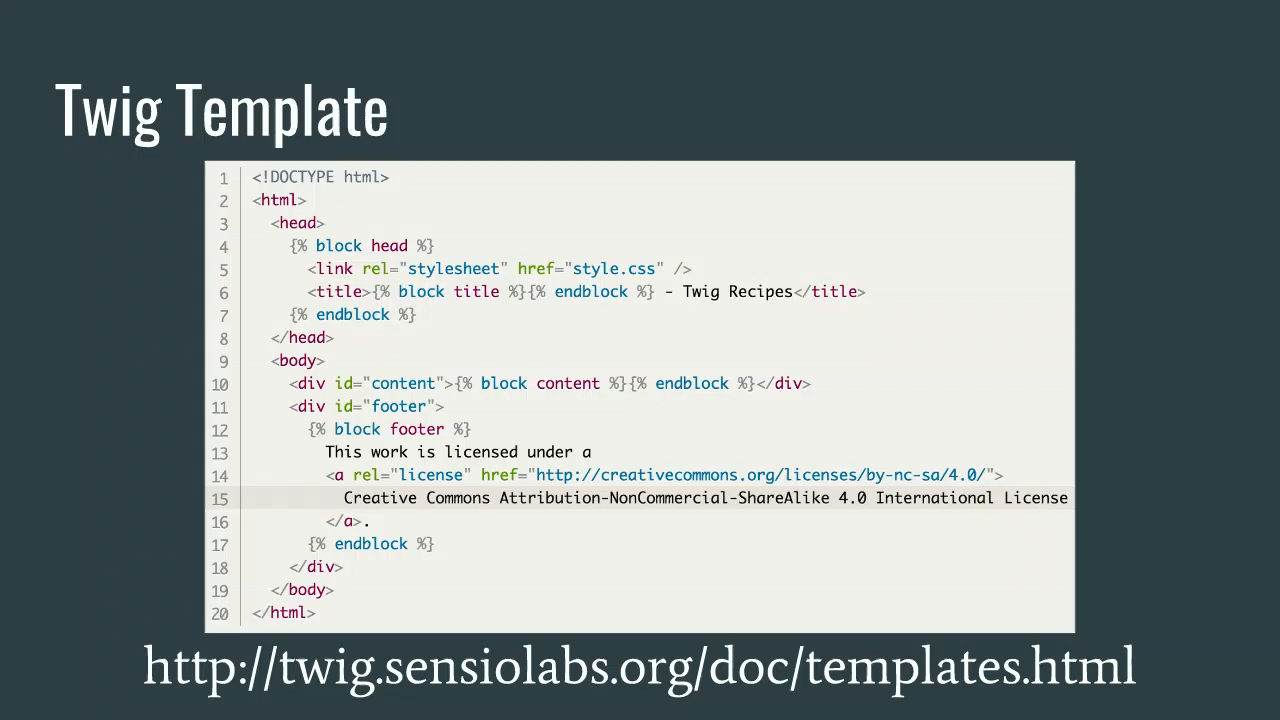 Twig Template
1 <!DOCTYPE html>
2 <html>
3   <head>
4     {% block head %}
5       <link rel="stylesheet" href="style.css" />
6       <title>{% block title %}{% endblock %} - Twig Recipes</title>
7     {% endblock %}
8   </head>
9   <body>
10     <div id="content">{% block content %}{% endblock %}</div>
11     <div id="footer">
12       {% block footer %}
13         This work is licensed under a
14         <a rel="license" href="http://creativecommons.org/licenses/by-nc-sa/4.0/">
15           Creative Commons Attribution-NonCommercial-ShareAlike 4.0 International License
16         </a>.
17       {% endblock %}
18     </div>
19   </body>
20 </html>
http://twig.sensiolabs.org/doc/templates.html